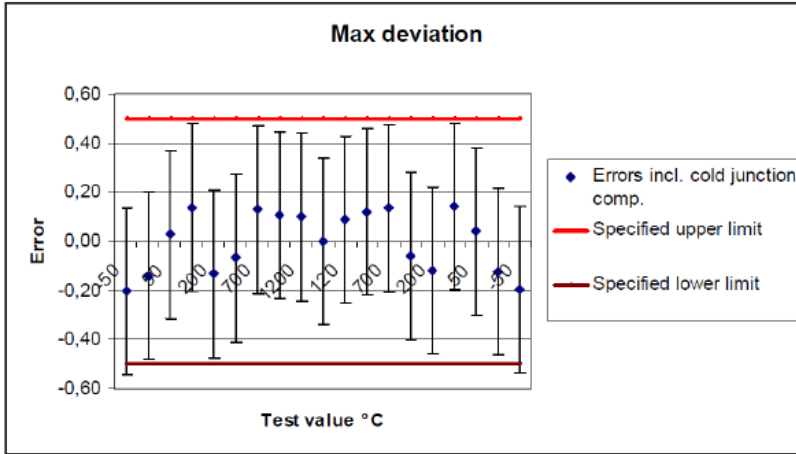 Max deviation
0,60
0,40
0,20
0,00
-0,20
-0,40
-0,60
Error
-50
50
200
700
1200
120
700
200
50
-50
Test value °C
Errors incl. cold junction
comp.
Specified upper limit
Specified lower limit